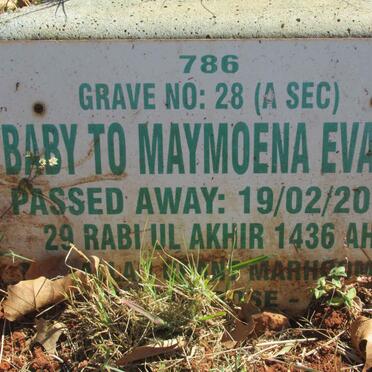 786
GRAVE NO: 28 (A SEC)
BABY TO MAYMOENA EVA
PASSED AWAY: 19/02/20
29 RABI UL AKHIR 1436 AH